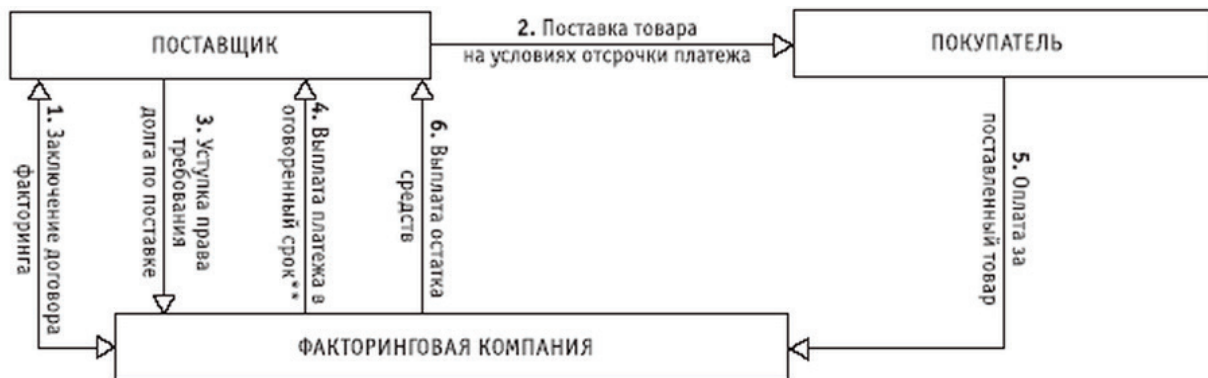 ПОСТАВЩИК
2. Поставка товара
на условиях отсрочки платежа
ПОКУПАТЕЛЬ
1. Заключение договора
факторинга
3. Уступка права
требования
долга по поставке
4. Выплата платежа в
оговоренный срок**
6. Выплата остатка
средств
5. Оплата за
поставленный товар
ФАКТОРИНГОВАЯ КОМПАНИЯ